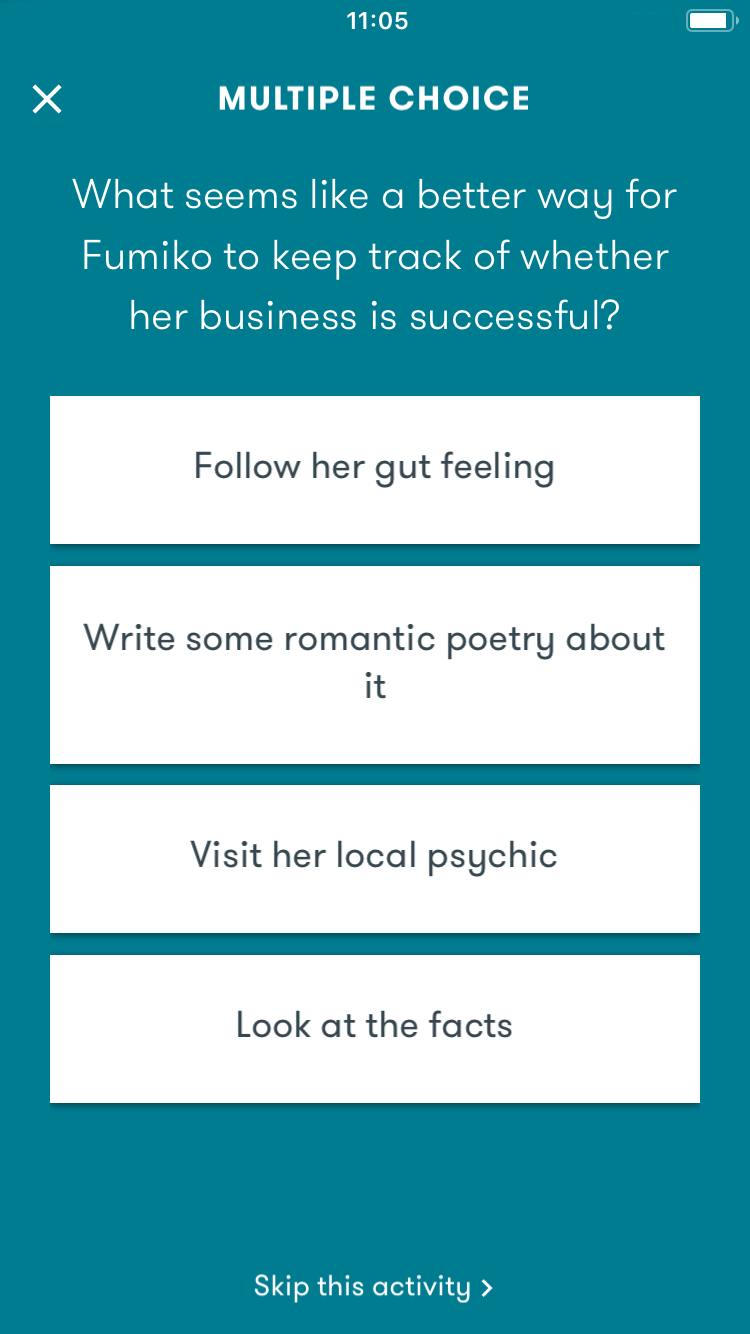 11:05
MULTIPLE CHOICE
What seems like a better way for
Fumiko to keep track of whether
her business is successful?
Follow her gut feeling
Write some romantic poetry about
it
Visit her local psychic
Look at the facts
Skip this activity >